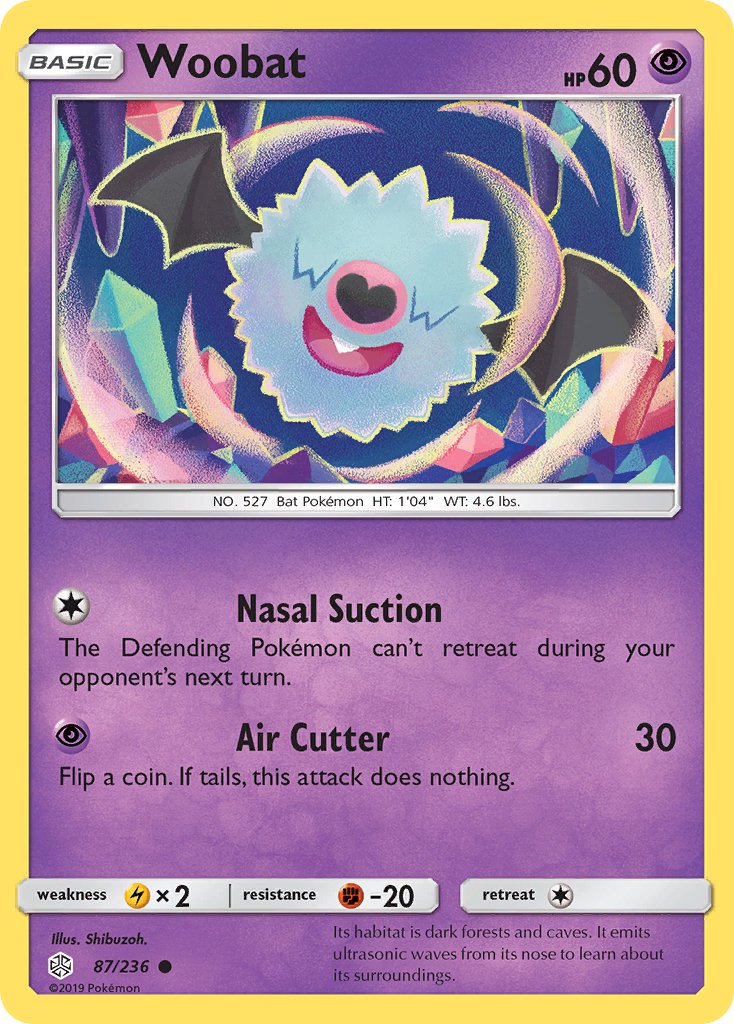 BASIC Woobat HP60
NO. 527 Bat Pokémon HT: 1'04" WT: 4.6 lbs.
Nasal Suction
The Defending Pokémon can't retreat during your
opponent's next turn.
Air Cutter 30
Flip a coin. If tails, this attack does nothing.
weakness ×2 resistance -20 retreat
Illus. Shibuzoh.
87/236
©2019 Pokémon
Its habitat is dark forests and caves. It emits
ultrasonic waves from its nose to learn about
its surroundings.